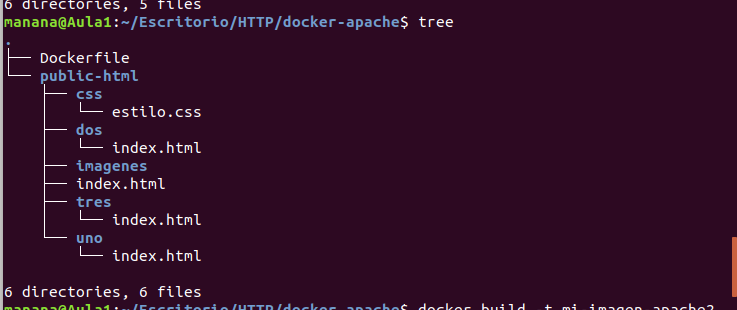 6 directories, 5 files
manana@Aula1:~/Escritorio/HTTP/docker-apache$ tree
.
├── Dockerfile
└── public-html
    ├── css
    │   └── estilo.css
    ├── dos
    │   └── index.html
    ├── imagenes
    ├── index.html
    ├── tres
    │   └── index.html
    └── uno
        └── index.html
6 directories, 6 files
manana@Aula1:~/Escritorio/HTTP/docker-apache$ docker build -t mi-imagen-apache2